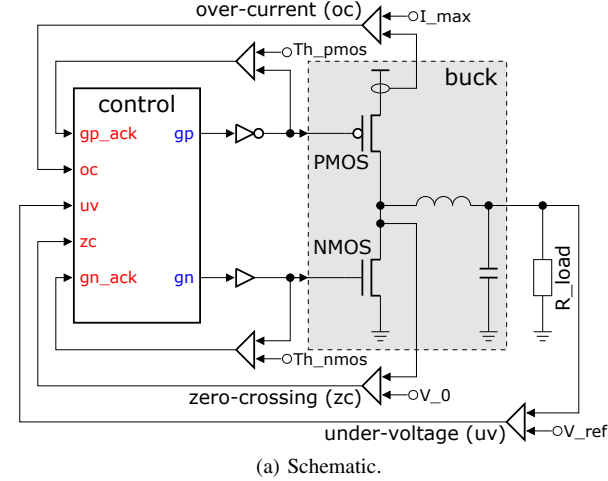 over-current (oc)
I_max
Th_pmos
control
buck
gp_ack
gp
oc
PMOS
uv
zc
NMOS
gn_ack
gn
R_load
Th_nmos
zero-crossing (zc)
V_0
under-voltage (uv)
V_ref
(a) Schematic.